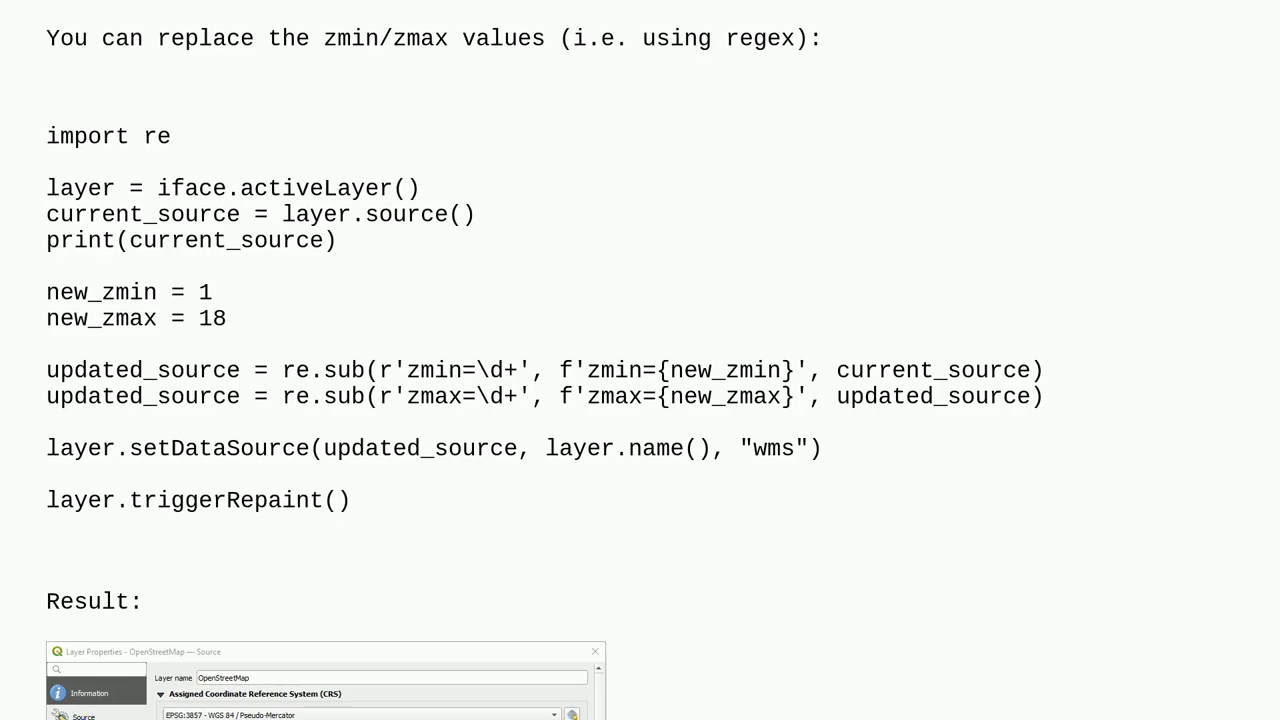 You can replace the zmin/zmax values (i.e. using regex):
import re
layer = iface.activeLayer()
current_source = layer.source()
print(current_source)
new_zmin = 1
new_zmax = 18
updated_source = re.sub(r'zmin=\d+', f'zmin={new_zmin}', current_source)
updated_source = re.sub(r'zmax=\d+', f'zmax={new_zmax}', updated_source)
layer.setDataSource(updated_source, layer.name(), "wms")
layer.triggerRepaint()
Result:
Layer Properties - OpenStreetMap — Source
Layer name OpenStreetMap
Information
Assigned Coordinate Reference System (CRS)
Source
EPSG:3857 - WGS 84 / Pseudo-Mercator